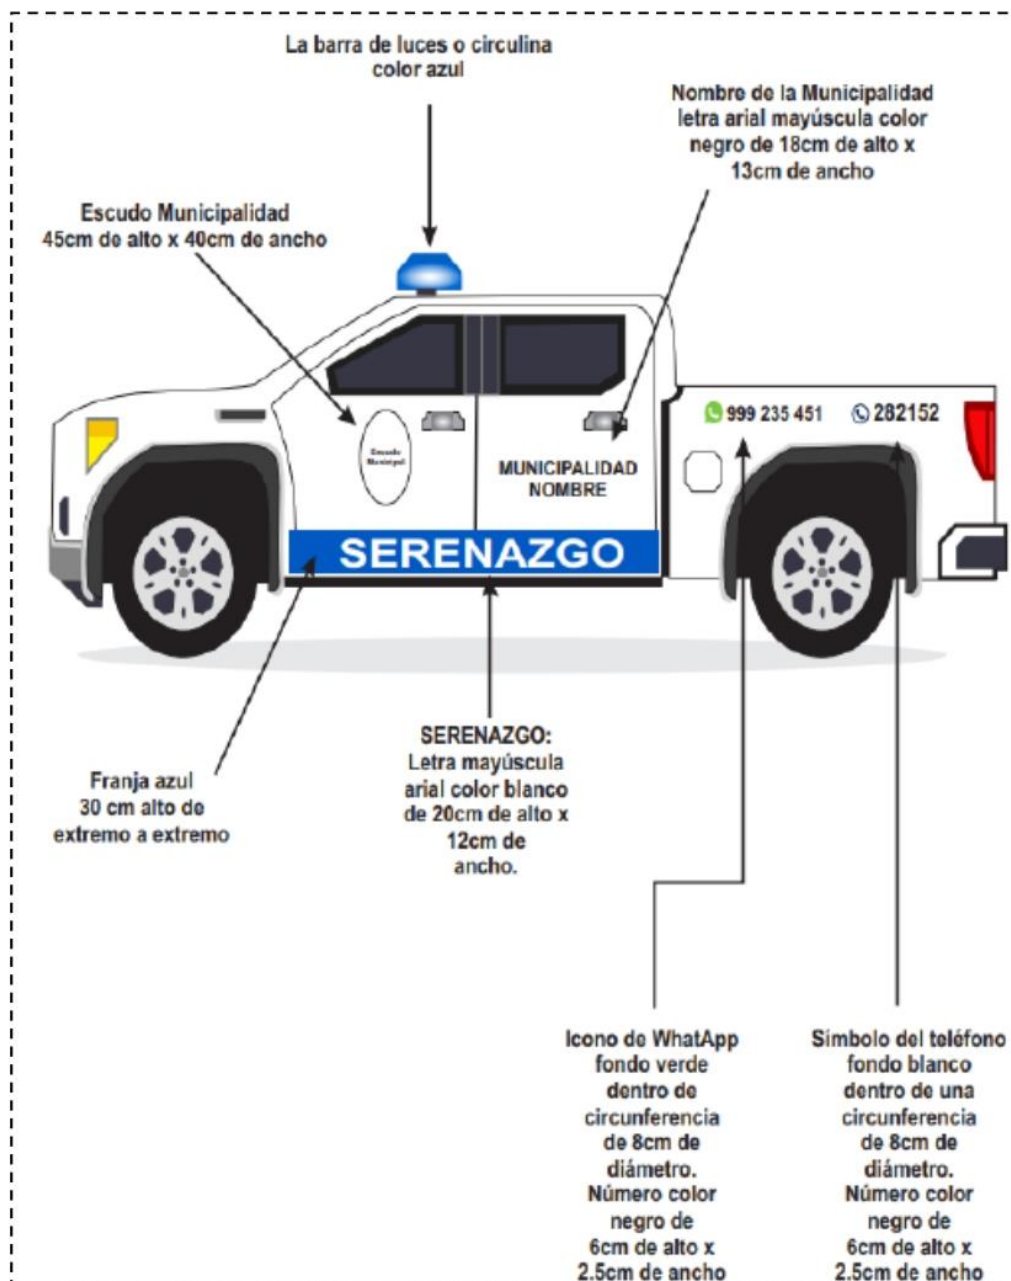 La barra de luces o circulina
color azul
Nombre de la Municipalidad
letra arial mayúscula color
negro de 18cm de alto x
13cm de ancho
Escudo Municipalidad
45cm de alto x 40cm de ancho
999 235 451
282152
Escudo
Municipal
MUNICIPALIDAD
NOMBRE
SERENAZGO
SERENAZGO:
Letra mayúscula
arial color blanco
de 20cm de alto x
12cm de
ancho.
Franja azul
30 cm alto de
extremo a extremo
Icono de WhatApp
fondo verde
dentro de
circunferencia
de 8cm de
diámetro.
Número color
negro de
6cm de alto x
2.5cm de ancho
Símbolo del teléfono
fondo blanco
dentro de una
circunferencia
de 8cm de
diámetro.
Número color
negro de
6cm de alto x
2.5cm de ancho